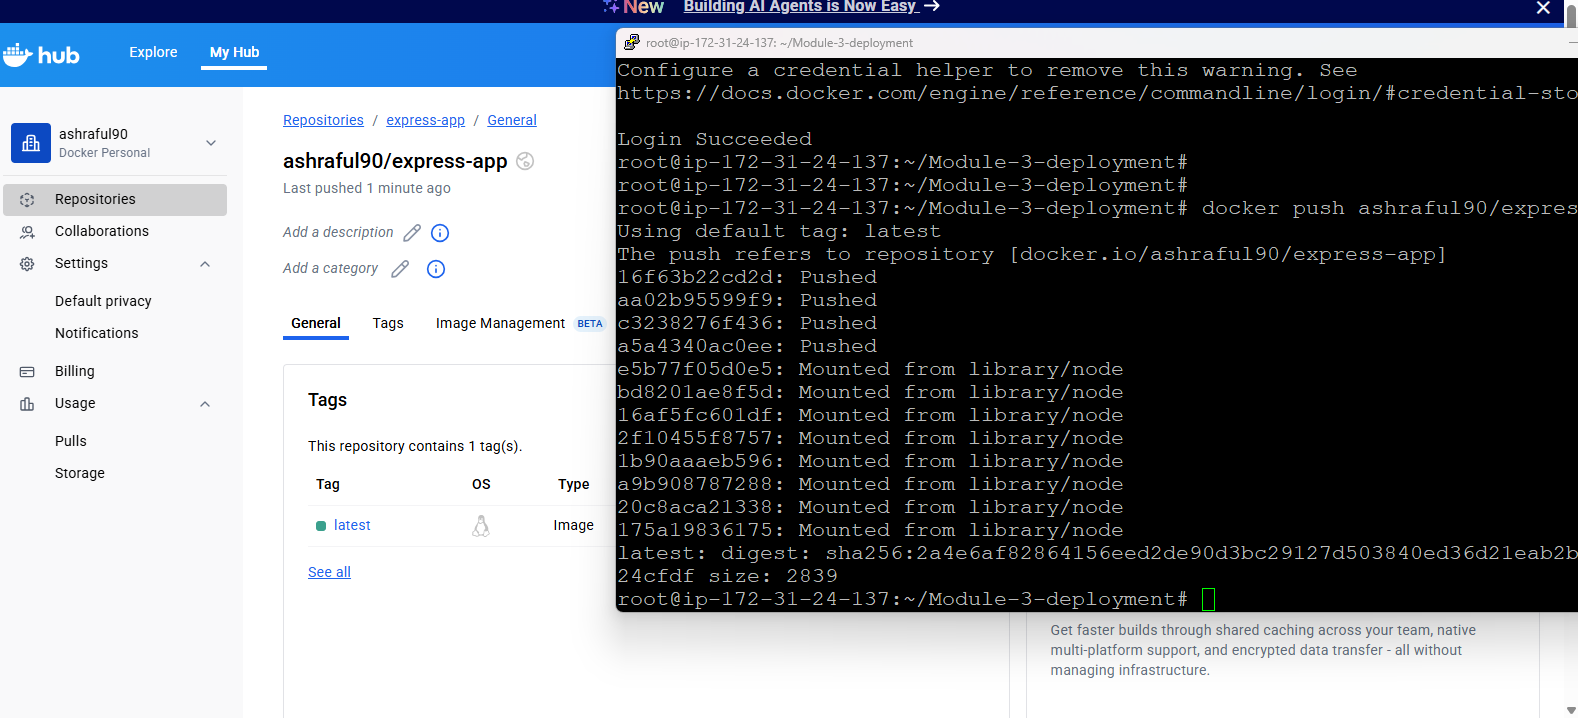 New Building AI Agents is Now Easy →
hub
Explore
My Hub
ashraful90
Docker Personal
Repositories
Collaborations
Settings
Default privacy
Notifications
Billing
Usage
Pulls
Storage
Repositories / express-app / General
ashraful90/express-app
Last pushed 1 minute ago
Add a description
Add a category
General Tags Image Management BETA
Tags
This repository contains 1 tag(s).
Tag OS Type
latest Image
See all
root@ip-172-31-24-137: ~/Module-3-deployment
Configure a credential helper to remove this warning. See
https://docs.docker.com/engine/reference/commandline/login/#credential-sto
Login Succeeded
root@ip-172-31-24-137:~/Module-3-deployment#
root@ip-172-31-24-137:~/Module-3-deployment#
root@ip-172-31-24-137:~/Module-3-deployment# docker push ashraful90/expres
Using default tag: latest
The push refers to repository [docker.io/ashraful90/express-app]
16f63b22cd2d: Pushed
aa02b95599f9: Pushed
c3238276f436: Pushed
a5a4340ac0ee: Pushed
e5b77f05d0e5: Mounted from library/node
bd8201ae8f5d: Mounted from library/node
16af5fc601df: Mounted from library/node
2f10455f8757: Mounted from library/node
1b90aaaeb596: Mounted from library/node
a9b908787288: Mounted from library/node
20c8aca21338: Mounted from library/node
175a19836175: Mounted from library/node
latest: digest: sha256:2a4e6af82864156eed2de90d3bc29127d503840ed36d21eab2b
24cfdf size: 2839
root@ip-172-31-24-137:~/Module-3-deployment#
Get faster builds through shared caching across your team, native
multi-platform support, and encrypted data transfer - all without
managing infrastructure.